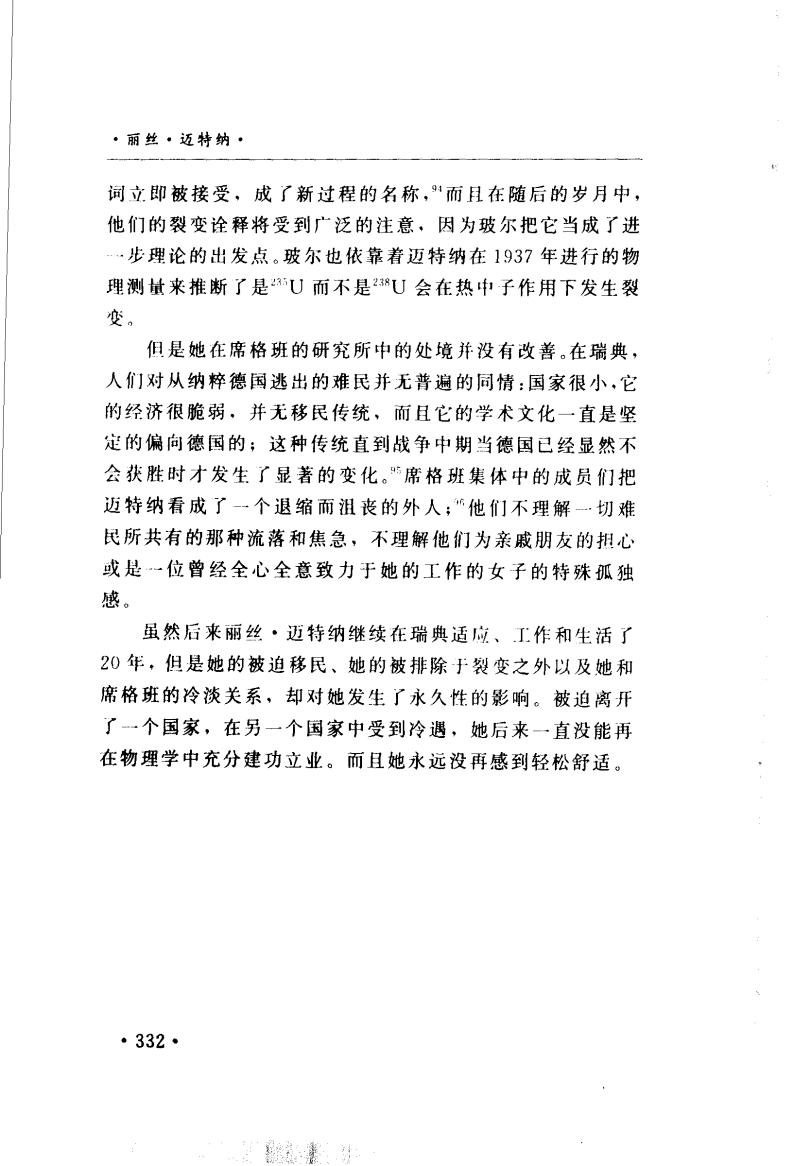 ·丽丝·迈特纳·
词立即被接受，成了新过程的名称，⁹⁴而且在随后的岁月中，
他们的裂变诠释将受到广泛的注意，因为玻尔把它当成了进
一步理论的出发点。玻尔也依靠着迈特纳在1937年进行的物
理测量来推断了是²³⁵U而不是²³⁸U会在热中子作用下发生裂
变。
但是她在席格班的研究所中的处境并没有改善。在瑞典，
人们对从纳粹德国逃出的难民并无普遍的同情：国家很小，它
的经济很脆弱，并无移民传统，而且它的学术文化一直是坚
定的偏向德国的；这种传统直到战争中期当德国已经显然不
会获胜时才发生了显著的变化。⁹⁵席格班集体中的成员们把
迈特纳看成了一个退缩而沮丧的外人；⁹⁶他们不理解一切难
民所共有的那种流落和焦急，不理解他们为亲戚朋友的担心
或是一位曾经全心全意致力于她的工作的女子的特殊孤独
感。
虽然后来丽丝·迈特纳继续在瑞典适应、工作和生活了
20年，但是她的被迫移民、她的被排除于裂变之外以及她和
席格班的冷淡关系，却对她发生了永久性的影响。被迫离开
了一个国家，在另一个国家中受到冷遇，她后来一直没能再
在物理学中充分建功立业。而且她永远没再感到轻松舒适。
·332·